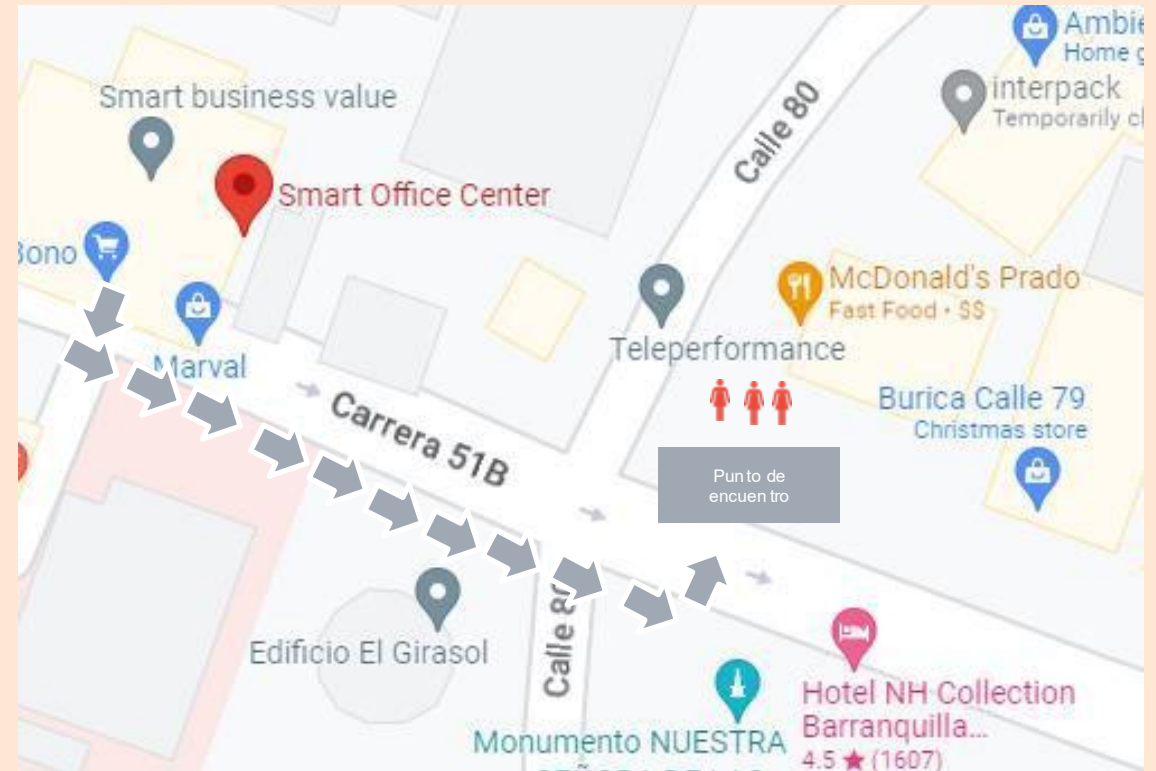 Ambie
Home g
interpack
Temporarily cl
Smart business value
Calle 80
Smart Office Center
Bono
McDonald's Prado
Fast Food · $$
Teleperformance
Marval
Burica Calle 79
Christmas store
Carrera 51B
Punto de
encuentro
Calle 80
Edificio El Girasol
Hotel NH Collection
Barranquilla...
4.5 ★ (1607)
Monumento NUESTRA